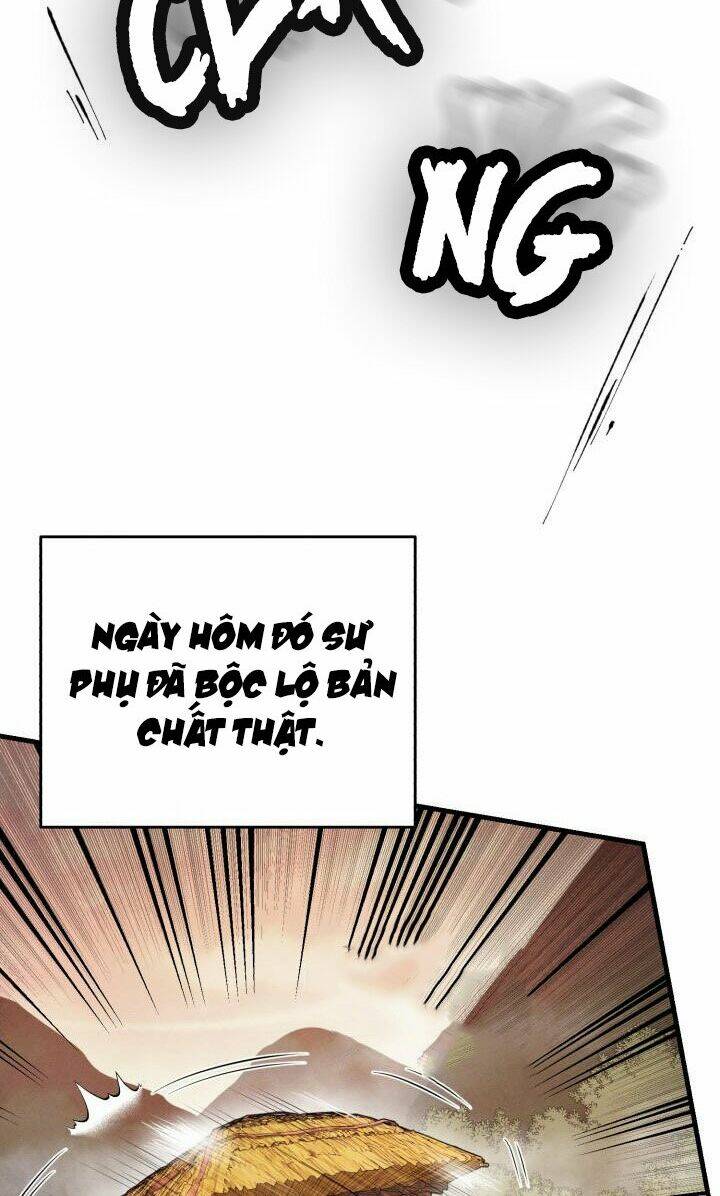 NG
NGÀY HÔM ĐÓ SƯ
PHỤ ĐÃ BỘC LỘ BẢN
CHẤT THẬT.